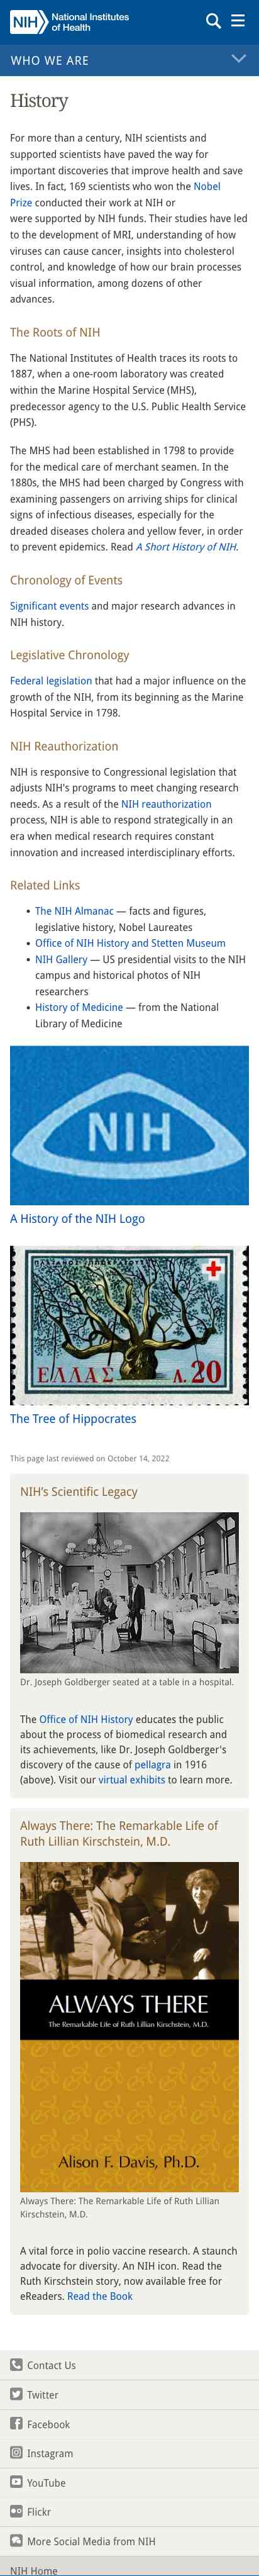 NIH
National Institutes
of Health
WHO WE ARE
History
For more than a century, NIH scientists and
supported scientists have paved the way for
important discoveries that improve health and save
lives. In fact, 169 scientists who won the Nobel
Prize conducted their work at NIH or
were supported by NIH funds. Their studies have led
to the development of MRI, understanding of how
viruses can cause cancer, insights into cholesterol
control, and knowledge of how our brain processes
visual information, among dozens of other
advances.
The Roots of NIH
The National Institutes of Health traces its roots to
1887, when a one-room laboratory was created
within the Marine Hospital Service (MHS),
predecessor agency to the U.S. Public Health Service
(PHS).
The MHS had been established in 1798 to provide
for the medical care of merchant seamen. In the
1880s, the MHS had been charged by Congress with
examining passengers on arriving ships for clinical
signs of infectious diseases, especially for the
dreaded diseases cholera and yellow fever, in order
to prevent epidemics. Read A Short History of NIH.
Chronology of Events
Significant events and major research advances in
NIH history.
Legislative Chronology
Federal legislation that had a major influence on the
growth of the NIH, from its beginning as the Marine
Hospital Service in 1798.
NIH Reauthorization
NIH is responsive to Congressional legislation that
adjusts NIH's programs to meet changing research
needs. As a result of the NIH reauthorization
process, NIH is able to respond strategically in an
era when medical research requires constant
innovation and increased interdisciplinary efforts.
Related Links
• The NIH Almanac — facts and figures,
legislative history, Nobel Laureates
• Office of NIH History and Stetten Museum
• NIH Gallery — US presidential visits to the NIH
campus and historical photos of NIH
researchers
• History of Medicine — from the National
Library of Medicine
NIH
A History of the NIH Logo
ΕΛΛΑΣ Λ.20
The Tree of Hippocrates
This page last reviewed on October 14, 2022
NIH's Scientific Legacy
Dr. Joseph Goldberger seated at a table in a hospital.
The Office of NIH History educates the public
about the process of biomedical research and
its achievements, like Dr. Joseph Goldberger's
discovery of the cause of pellagra in 1916
(above). Visit our virtual exhibits to learn more.
Always There: The Remarkable Life of
Ruth Lillian Kirschstein, M.D.
ALWAYS THERE
The Remarkable Life of Ruth Lillian Kirschstein, M.D.
Alison F. Davis, Ph.D.
Always There: The Remarkable Life of Ruth Lillian
Kirschstein, M.D.
A vital force in polio vaccine research. A staunch
advocate for diversity. An NIH icon. Read the
Ruth Kirschstein story, now available free for
eReaders. Read the Book
Contact Us
Twitter
Facebook
Instagram
YouTube
Flickr
More Social Media from NIH
NIH Home